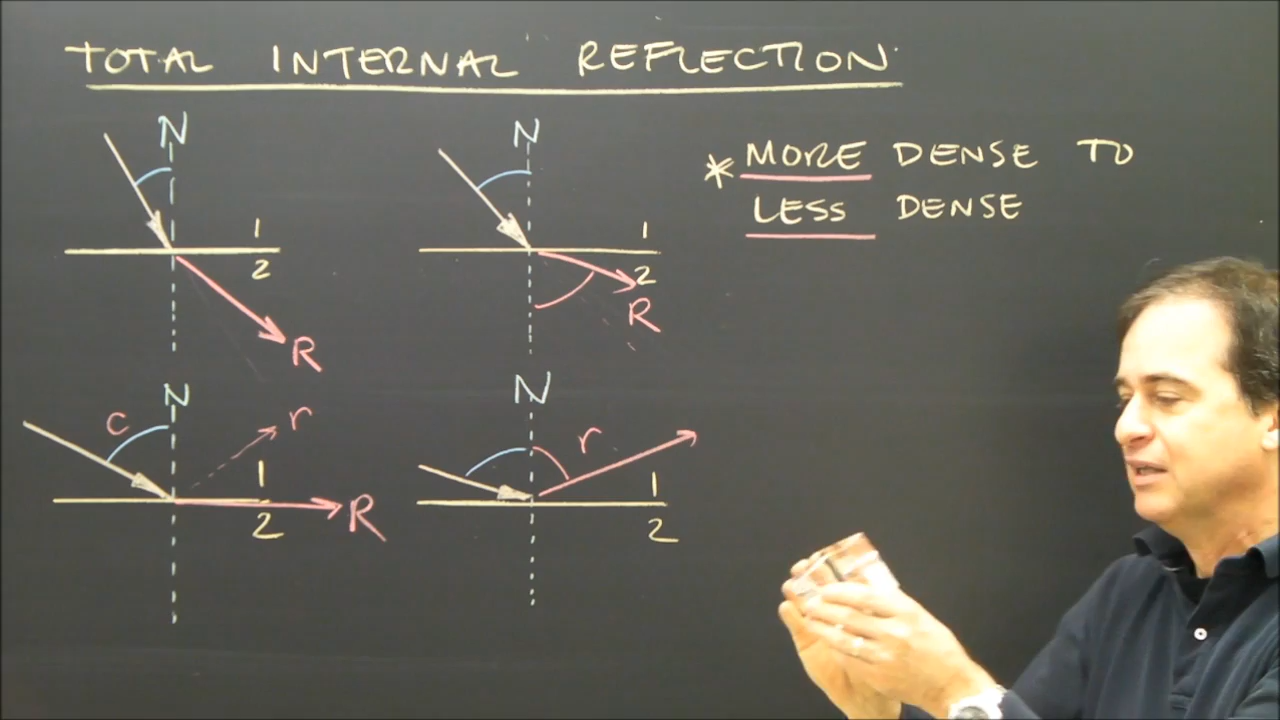 TOTAL INTERNAL REFLECTION
N
1
2
R
N
1
2
R
* MORE DENSE TO
LESS DENSE
N
c
r
1
2
R
N
r
1
2